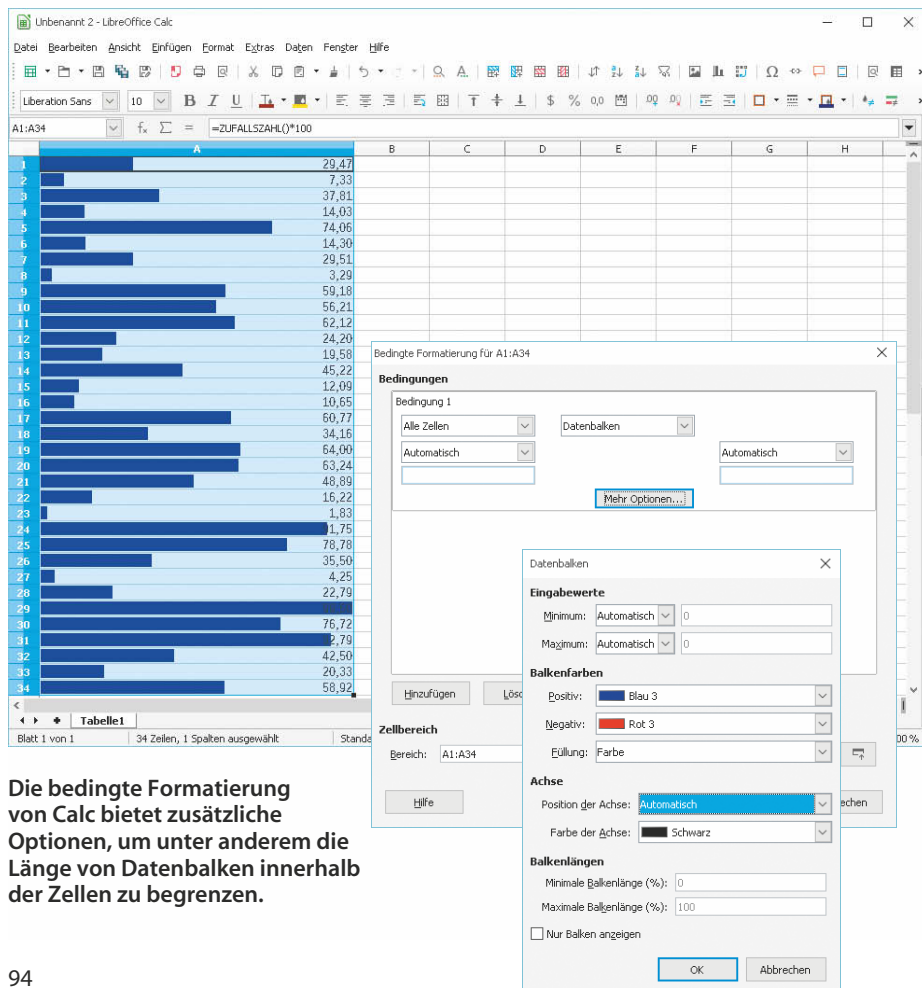 Unbenannt 2 - LibreOffice Calc
Datei Bearbeiten Ansicht Einfügen Format Extras Daten Fenster Hilfe
Liberation Sans 10
A1:A34 =ZUFALLSZAHL()*100
A B C D E F G H
1 29,47
2 7,33
3 37,81
4 14,03
5 74,06
6 14,30
7 29,51
8 3,29
9 59,18
10 56,21
11 62,12
12 24,20
13 19,58
14 45,22
15 12,09
16 10,65
17 60,77
18 34,16
19 64,00
20 63,24
21 48,89
22 16,22
23 1,83
24 1,75
25 78,78
26 35,50
27 4,25
28 22,79
29
30 76,72
31 2,79
32 42,50
33 20,33
34 58,92
Tabelle1
Blatt 1 von 1 34 Zeilen, 1 Spalten ausgewählt Standa 00 %
Bedingte Formatierung für A1:A34
Bedingungen
Bedingung 1
Alle Zellen Datenbalken
Automatisch Automatisch
Mehr Optionen...
Hinzufügen Lösc
Zellbereich
Bereich: A1:A34
Hilfe echen
Datenbalken
Eingabewerte
Minimum: Automatisch 0
Maximum: Automatisch 0
Balkenfarben
Positiv: Blau 3
Negativ: Rot 3
Füllung: Farbe
Achse
Position der Achse: Automatisch
Farbe der Achse: Schwarz
Balkenlängen
Minimale Balkenlänge (%): 0
Maximale Balkenlänge (%): 100
Nur Balken anzeigen
OK Abbrechen
Die bedingte Formatierung
von Calc bietet zusätzliche
Optionen, um unter anderem die
Länge von Datenbalken innerhalb
der Zellen zu begrenzen.
94